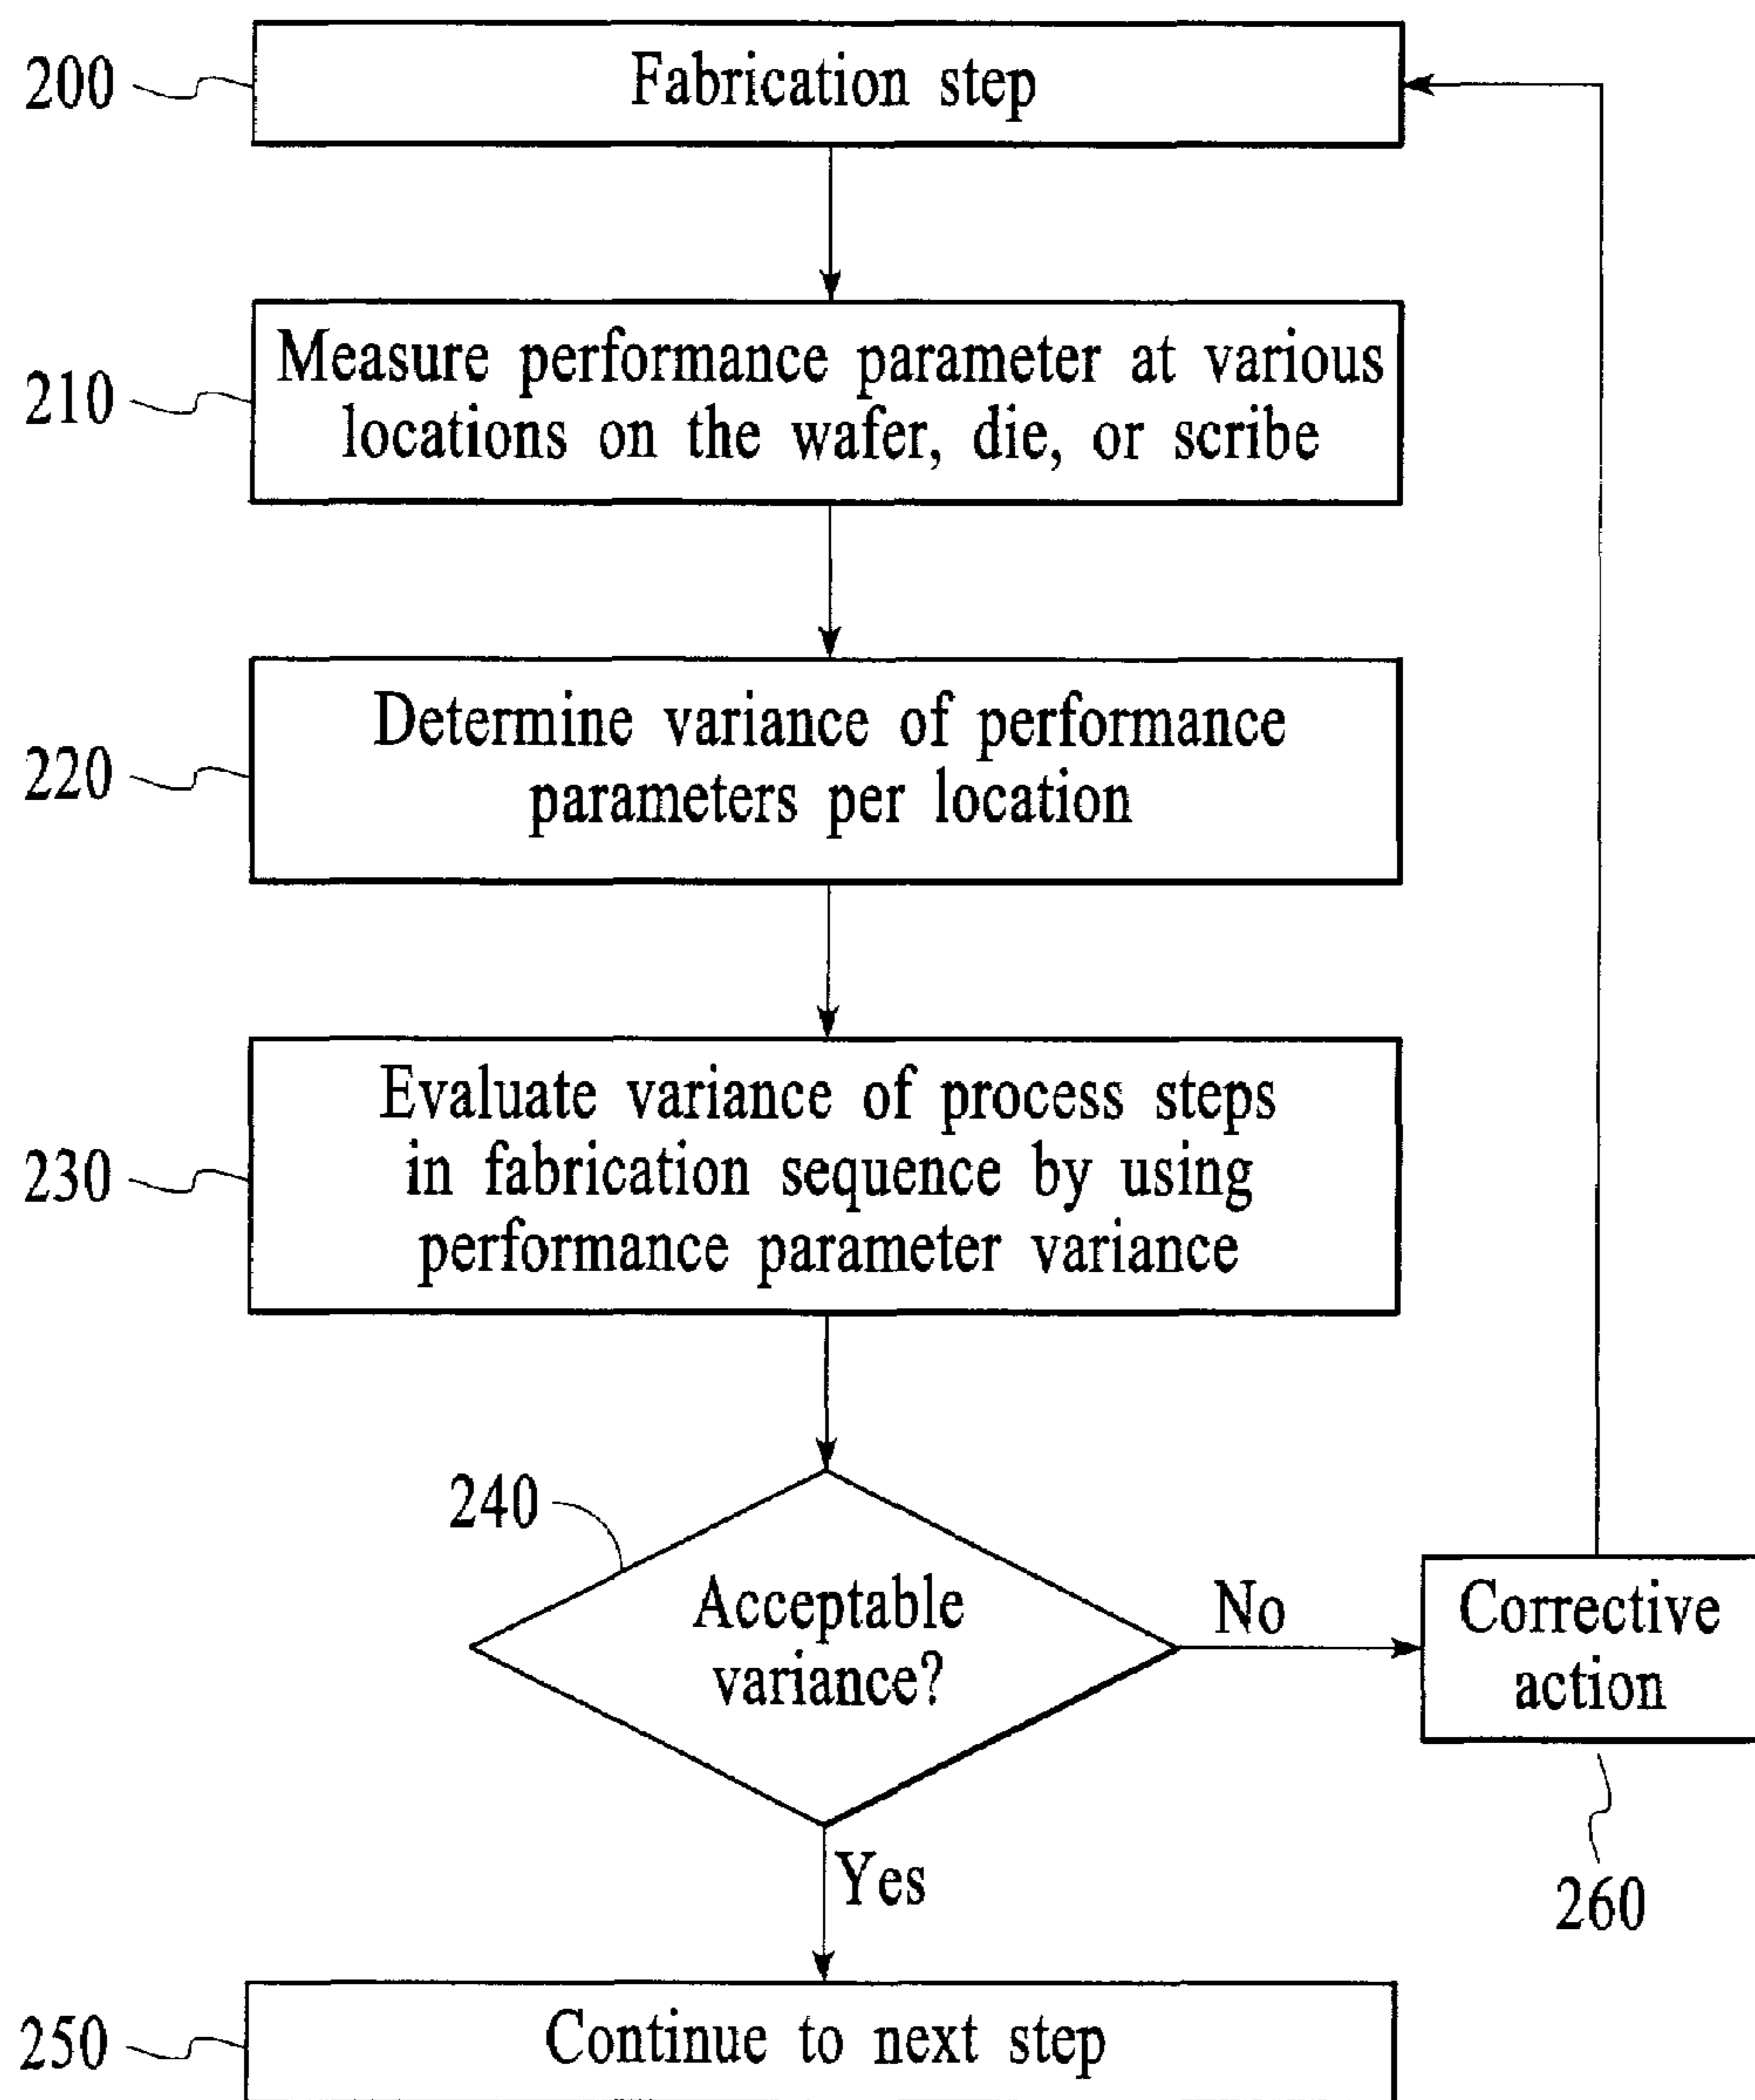 200
Fabrication step
210
Measure performance parameter at various
locations on the wafer, die, or scribe
220
Determine variance of performance
parameters per location
230
Evaluate variance of process steps
in fabrication sequence by using
performance parameter variance
240
Acceptable
variance?
No
Corrective
action
260
Yes
250
Continue to next step